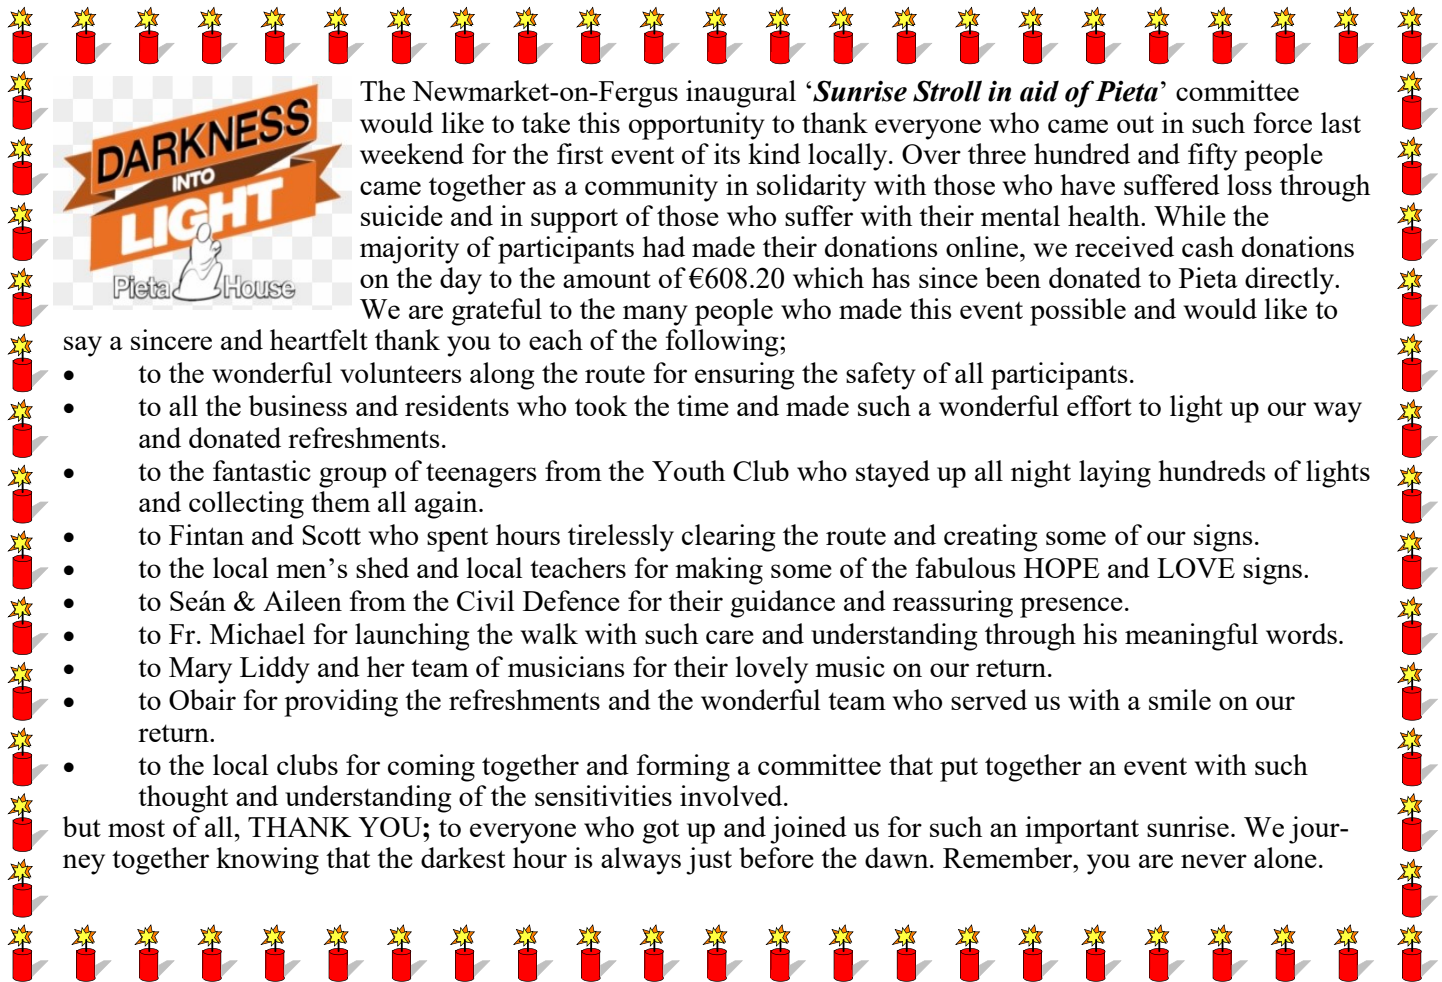 DARKNESS
INTO
LIGHT
Pieta House
The Newmarket-on-Fergus inaugural ‘Sunrise Stroll in aid of Pieta’ committee
would like to take this opportunity to thank everyone who came out in such force last
weekend for the first event of its kind locally. Over three hundred and fifty people
came together as a community in solidarity with those who have suffered loss through
suicide and in support of those who suffer with their mental health. While the
majority of participants had made their donations online, we received cash donations
on the day to the amount of €608.20 which has since been donated to Pieta directly.
We are grateful to the many people who made this event possible and would like to
say a sincere and heartfelt thank you to each of the following;
• to the wonderful volunteers along the route for ensuring the safety of all participants.
• to all the business and residents who took the time and made such a wonderful effort to light up our way
and donated refreshments.
• to the fantastic group of teenagers from the Youth Club who stayed up all night laying hundreds of lights
and collecting them all again.
• to Fintan and Scott who spent hours tirelessly clearing the route and creating some of our signs.
• to the local men’s shed and local teachers for making some of the fabulous HOPE and LOVE signs.
• to Seán & Aileen from the Civil Defence for their guidance and reassuring presence.
• to Fr. Michael for launching the walk with such care and understanding through his meaningful words.
• to Mary Liddy and her team of musicians for their lovely music on our return.
• to Obair for providing the refreshments and the wonderful team who served us with a smile on our
return.
• to the local clubs for coming together and forming a committee that put together an event with such
thought and understanding of the sensitivities involved.
but most of all, THANK YOU; to everyone who got up and joined us for such an important sunrise. We jour-
ney together knowing that the darkest hour is always just before the dawn. Remember, you are never alone.